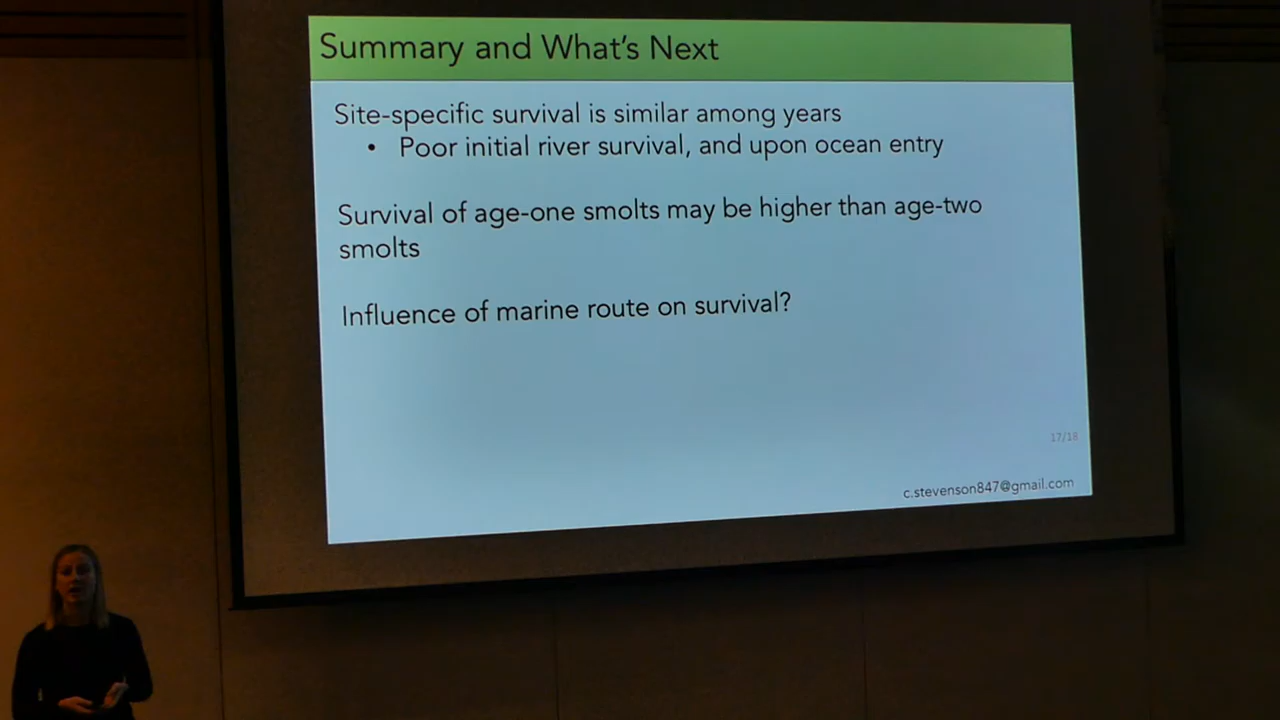 Summary and What's Next
Site-specific survival is similar among years
• Poor initial river survival, and upon ocean entry
Survival of age-one smolts may be higher than age-two
smolts
Influence of marine route on survival?
17/18
c.stevenson847@gmail.com